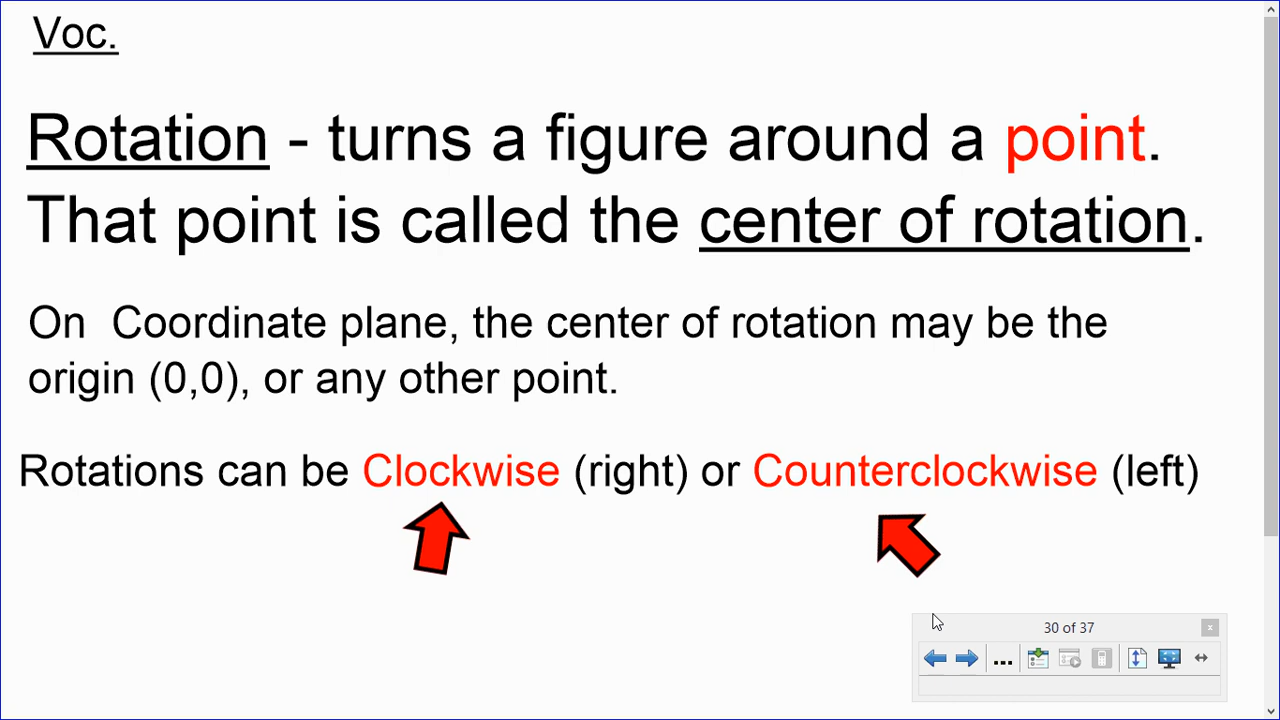 Voc.
Rotation - turns a figure around a point.
That point is called the center of rotation.
On  Coordinate plane, the center of rotation may be the
origin (0,0), or any other point.
Rotations can be Clockwise (right) or Counterclockwise (left)
30 of 37